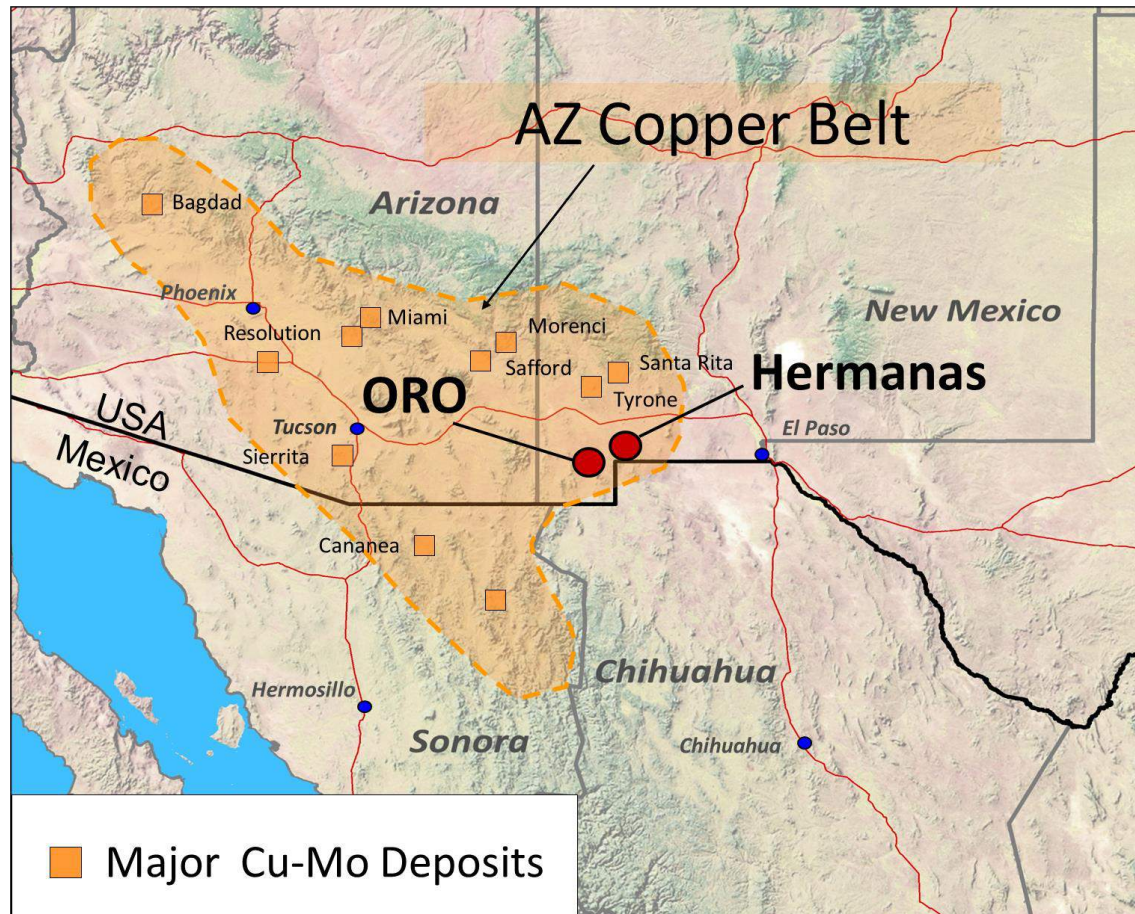 AZ Copper Belt
Arizona
Bagdad
Phoenix
New Mexico
Miami
Morenci
Resolution
Safford
Santa Rita
Tyrone
Hermanas
ORO
USA
Mexico
Tucson
Sierrita
El Paso
Cananea
Chihuahua
Hermosillo
Sonora
Chihuahua
Major Cu-Mo Deposits